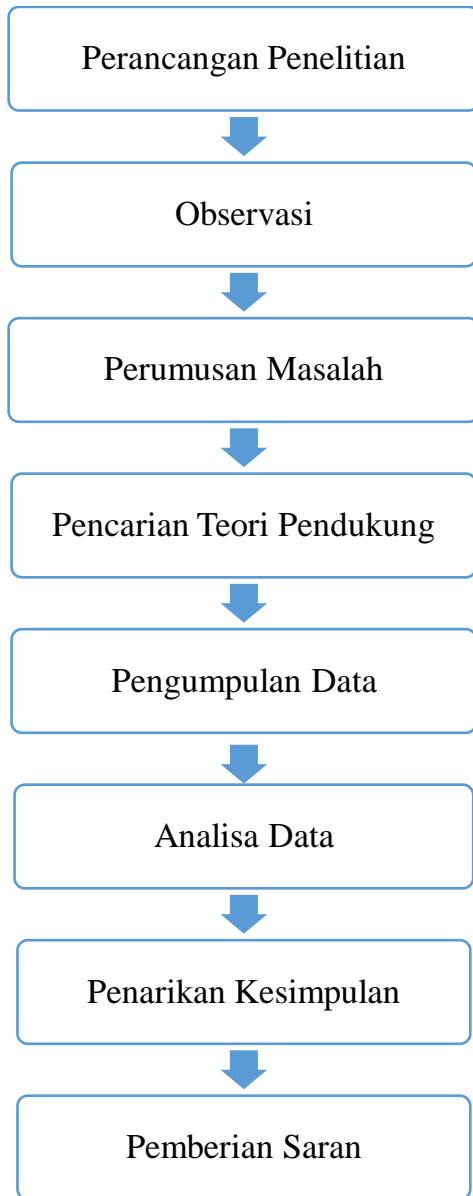 Perancangan Penelitian
Observasi
Perumusan Masalah
Pencarian Teori Pendukung
Pengumpulan Data
Analisa Data
Penarikan Kesimpulan
Pemberian Saran